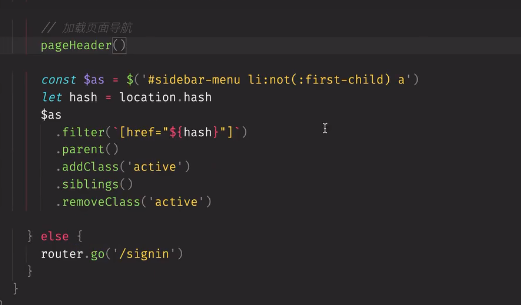 // 加载页面导航
pageHeader()
const $as = $('#sidebar-menu li:not(:first-child) a')
let hash = location.hash
$as
.filter(`[href="${hash}"]`)
.parent()
.addClass('active')
.siblings()
.removeClass('active')
} else {
router.go('/signin')
}
}